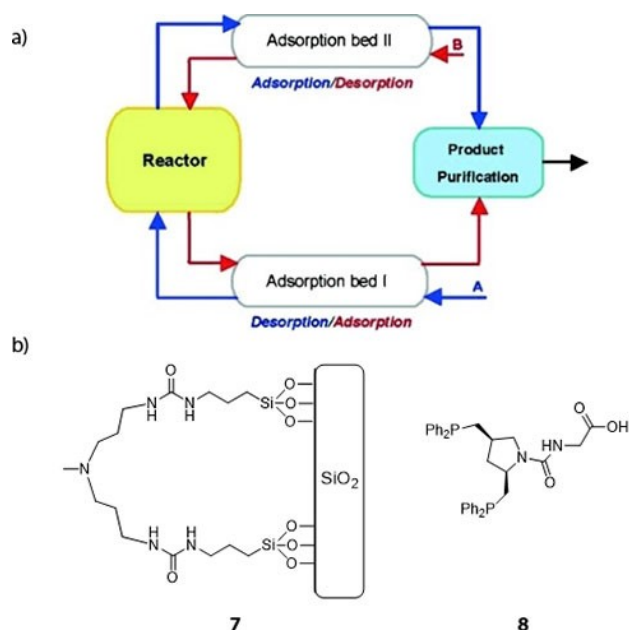 a)
Adsorption bed II
B
Adsorption/Desorption
Reactor
Product
Purification
Adsorption bed I
A
Desorption/Adsorption
b)
O
N
H
N
H
Si
O
O
O
N
SiO2
H
N
H
N
O
Si
O
O
O
7
Ph2P
N
HN
O
O
OH
Ph2P
8